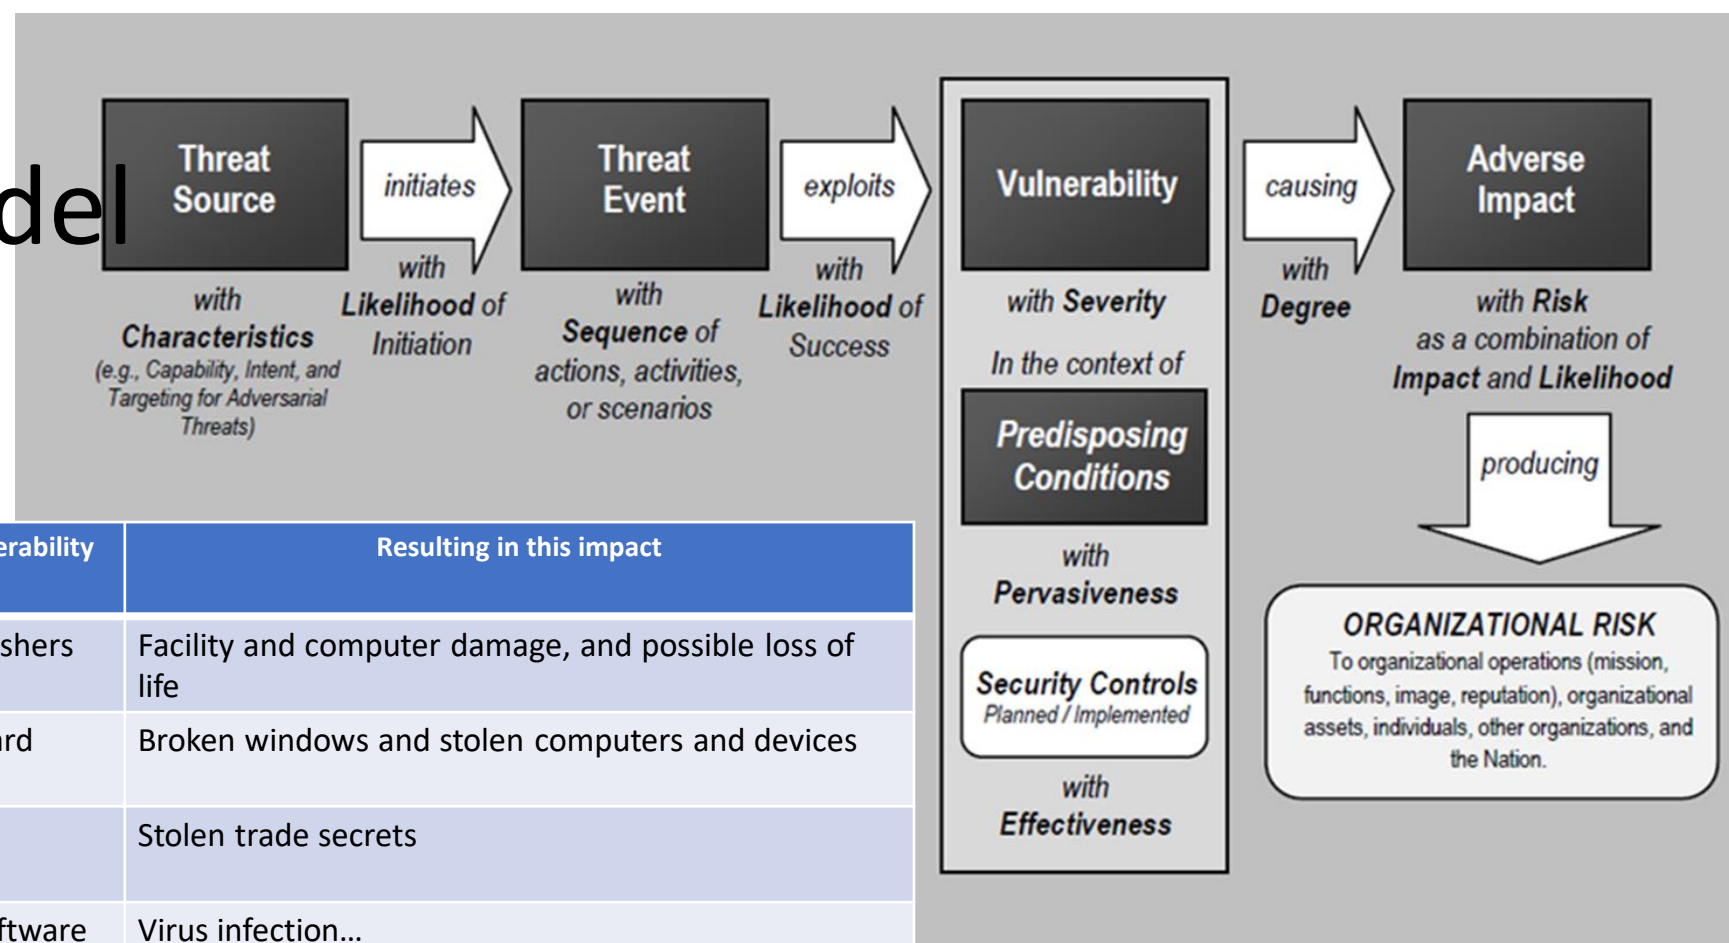 del
Threat
Source
initiates
Threat
Event
exploits
Vulnerability
causing
Adverse
Impact
with
Characteristics
(e.g., Capability, Intent, and
Targeting for Adversarial
Threats)
with
Likelihood of
Initiation
with
Sequence of
actions, activities,
or scenarios
with
Likelihood of
Success
with Severity
In the context of
Predisposing
Conditions
with
Pervasiveness
Security Controls
Planned / Implemented
with
Effectiveness
with
Degree
with Risk
as a combination of
Impact and Likelihood
producing
ORGANIZATIONAL RISK
To organizational operations (mission,
functions, image, reputation), organizational
assets, individuals, other organizations, and
the Nation.
erability
Resulting in this impact
shers
Facility and computer damage, and possible loss of
life
ard
Broken windows and stolen computers and devices
Stolen trade secrets
ftware
Virus infection…